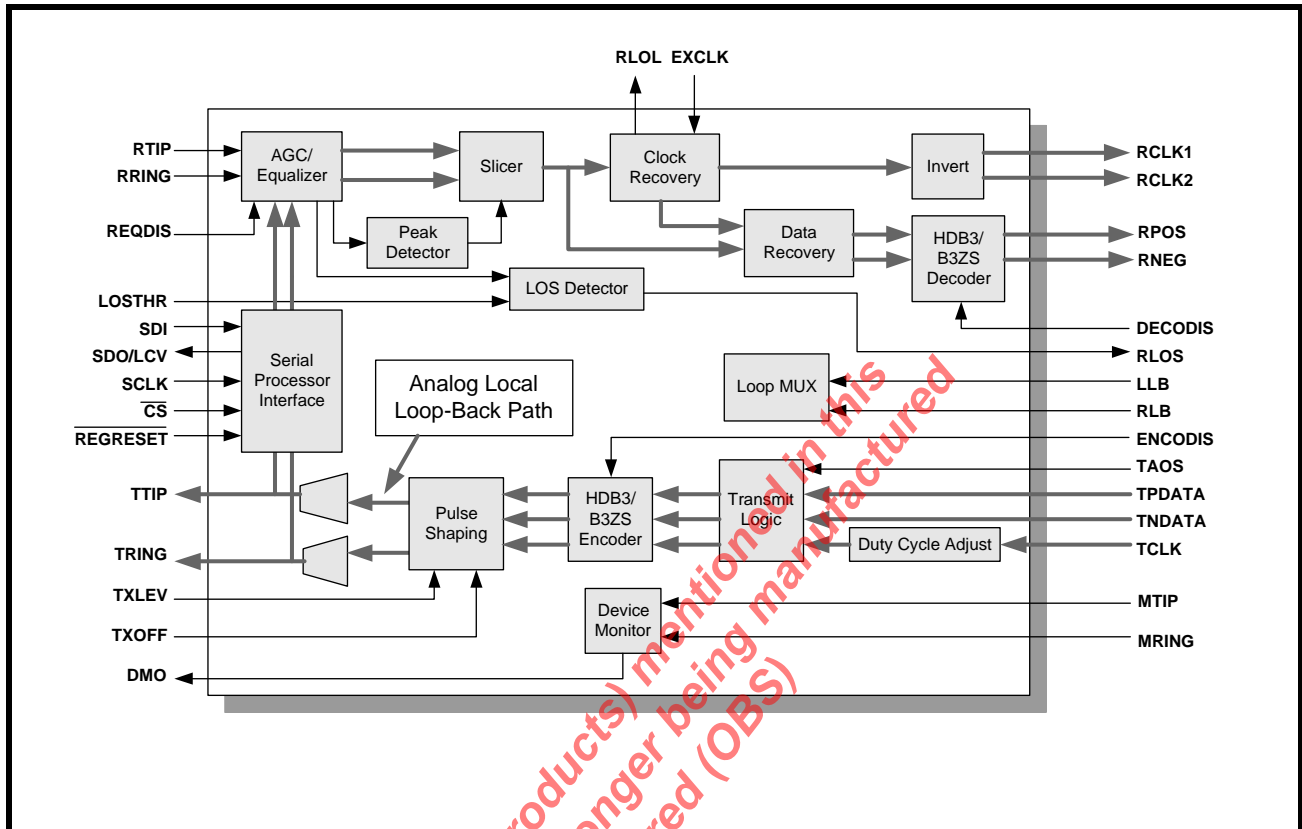 RLOL EXCLK
RTIP
RRING
REQDIS
LOSTHR
SDI
SDO/LCV
SCLK
CS
REGRESET
TTIP
TRING
TXLEV
TXOFF
DMO
AGC/
Equalizer
Slicer
Clock
Recovery
Invert
Peak
Detector
Data
Recovery
HDB3/
B3ZS
Decoder
LOS Detector
Serial
Processor
Interface
Analog Local
Loop-Back Path
Loop MUX
Pulse
Shaping
HDB3/
B3ZS
Encoder
Transmit
Logic
Duty Cycle Adjust
Device
Monitor
RCLK1
RCLK2
RPOS
RNEG
DECODIS
RLOS
LLB
RLB
ENCODIS
TAOS
TPDATA
TNDATA
TCLK
MTIP
MRING
mentioned in this
being manufactured
(OBS)